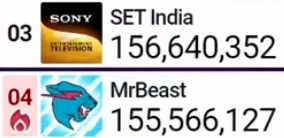 03
SONY
ENTERTAINMENT
TELEVISION
SET India
156,640,352
04
MrBeast
155,566,127